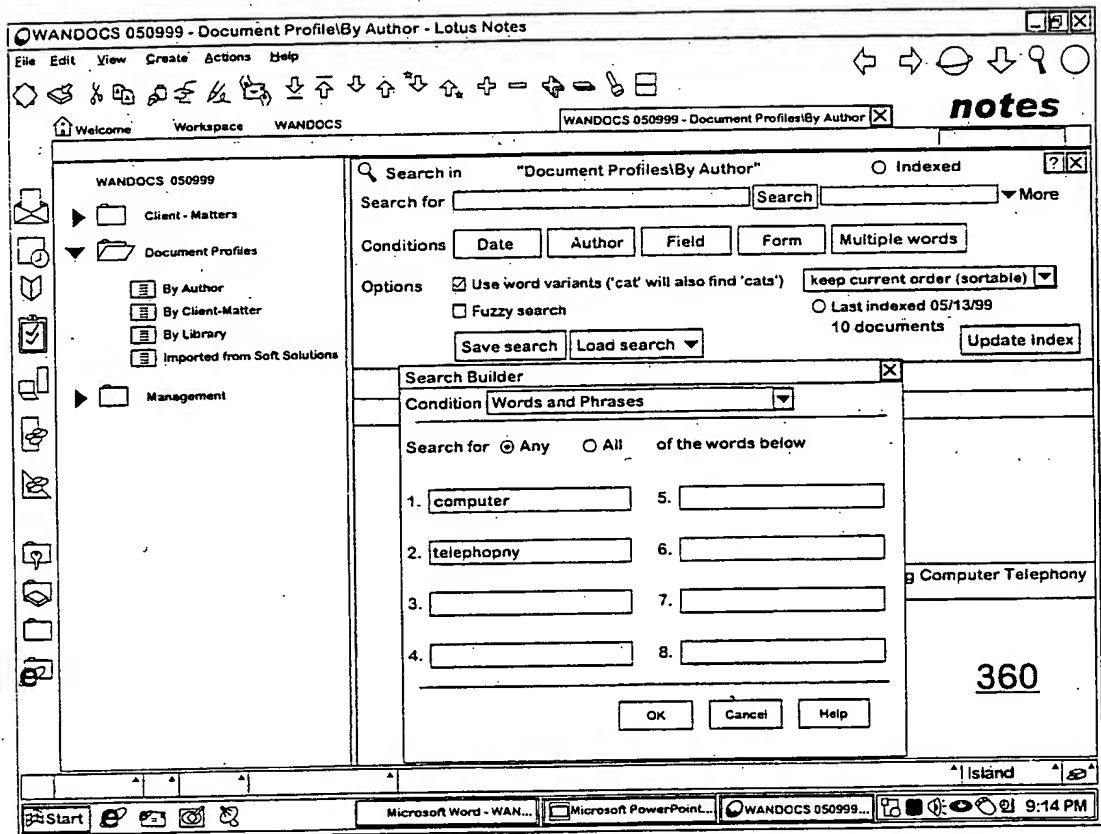 WANDOCS 050999 - Document Profile\By Author - Lotus Notes
File Edit View Create Actions Help
notes
Welcome Workspace WANDOCS WANDOCS 050999 - Document Profiles\By Author
WANDOCS 050999
Client - Matters
Document Profiles
By Author
By Client-Matter
By Library
Imported from Soft Solutions
Management
Search in "Document Profiles\By Author" Indexed ?
Search for Search More
Conditions Date Author Field Form Multiple words
Options Use word variants ('cat' will also find 'cats') keep current order (sortable)
Fuzzy search Last indexed 05/13/99
10 documents
Save search Load search Update Index
Search Builder
Condition Words and Phrases
Search for Any All of the words below
1. computer 5.
2. telephopny 6.
3. 7.
4. 8.
g Computer Telephony
360
OK Cancel Help
Island
Start Microsoft Word - WAN... Microsoft PowerPoint... WANDOCS 050999... 9:14 PM